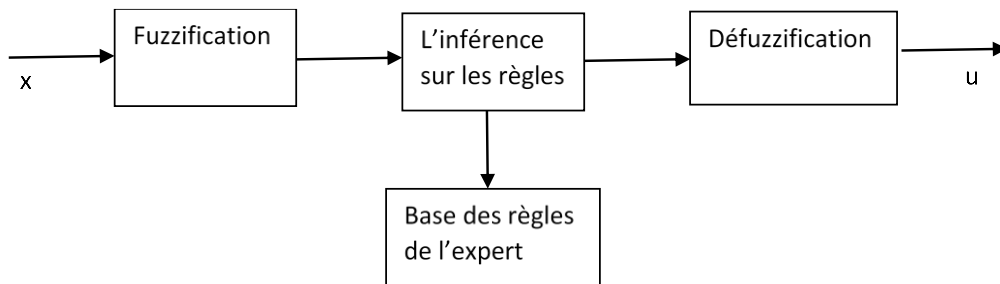 Fuzzification
L'inférence
sur les règles
Défuzzification
x
u
Base des règles
de l'expert